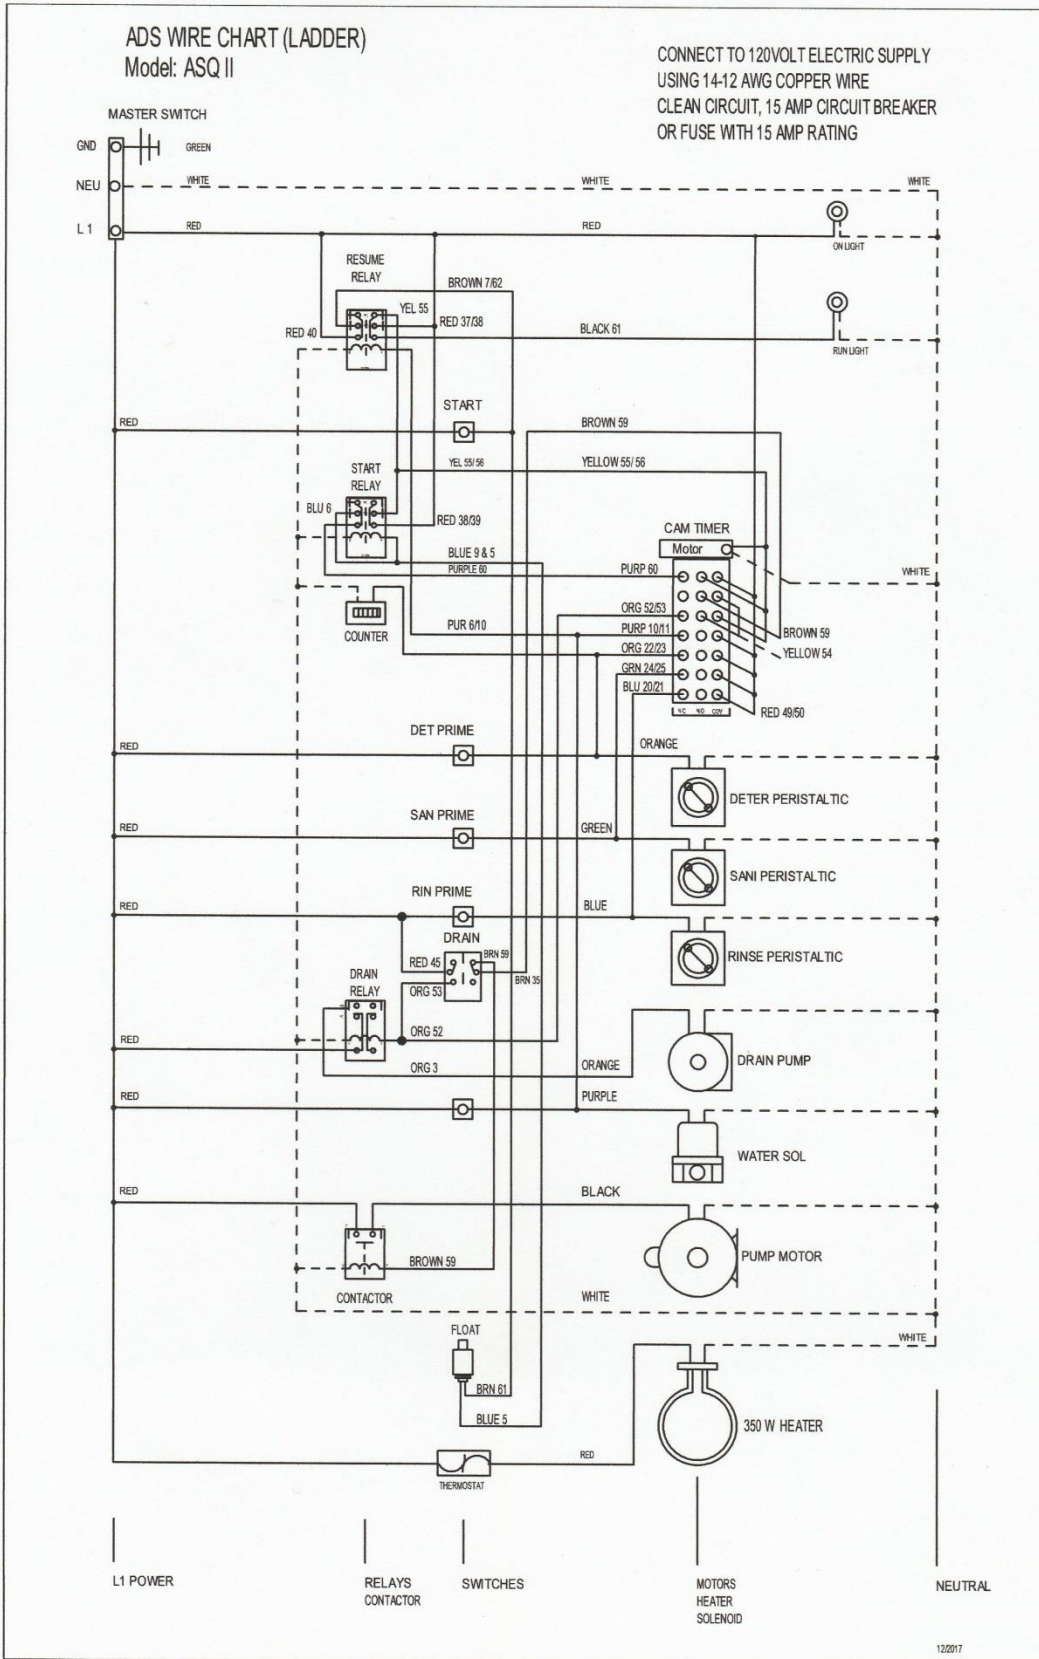 ADS WIRE CHART (LADDER)
Model: ASQ II
CONNECT TO 120VOLT ELECTRIC SUPPLY
USING 14-12 AWG COPPER WIRE
CLEAN CIRCUIT, 15 AMP CIRCUIT BREAKER
OR FUSE WITH 15 AMP RATING
MASTER SWITCH
GND
GREEN
NEU
WHITE
WHITE
WHITE
L 1
RED
RED
ON LIGHT
RESUME
RELAY
BROWN 7/62
YEL 55
RED 40
RED 37/38
BLACK 61
RUN LIGHT
START
RED
BROWN 59
START
RELAY
YEL 55/ 56
YELLOW 55/ 56
BLU 6
RED 38/39
CAM TIMER
Motor
BLUE 9 & 5
PURPLE 60
PURP 60
WHITE
COUNTER
ORG 52/53
PUR 6/10
PURP 10/11
BROWN 59
ORG 22/23
YELLOW 54
GRN 24/25
BLU 20/21
NC NO COM
RED 49/50
DET PRIME
RED
ORANGE
DETER PERISTALTIC
SAN PRIME
RED
GREEN
SANI PERISTALTIC
RIN PRIME
RED
BLUE
DRAIN
BRN 59
RED 45
BRN 35
RINSE PERISTALTIC
DRAIN
RELAY
ORG 53
ORG 52
RED
ORG 3
ORANGE
DRAIN PUMP
RED
PURPLE
WATER SOL
RED
BLACK
BROWN 59
PUMP MOTOR
CONTACTOR
WHITE
FLOAT
WHITE
BRN 61
BLUE 5
350 W HEATER
RED
THERMOSTAT
L1 POWER
RELAYS
CONTACTOR
SWITCHES
MOTORS
HEATER
SOLENOID
NEUTRAL
12/2017